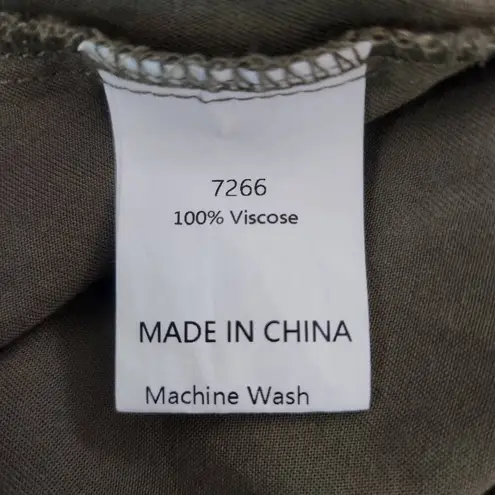 7266
100% Viscose
MADE IN CHINA
Machine Wash